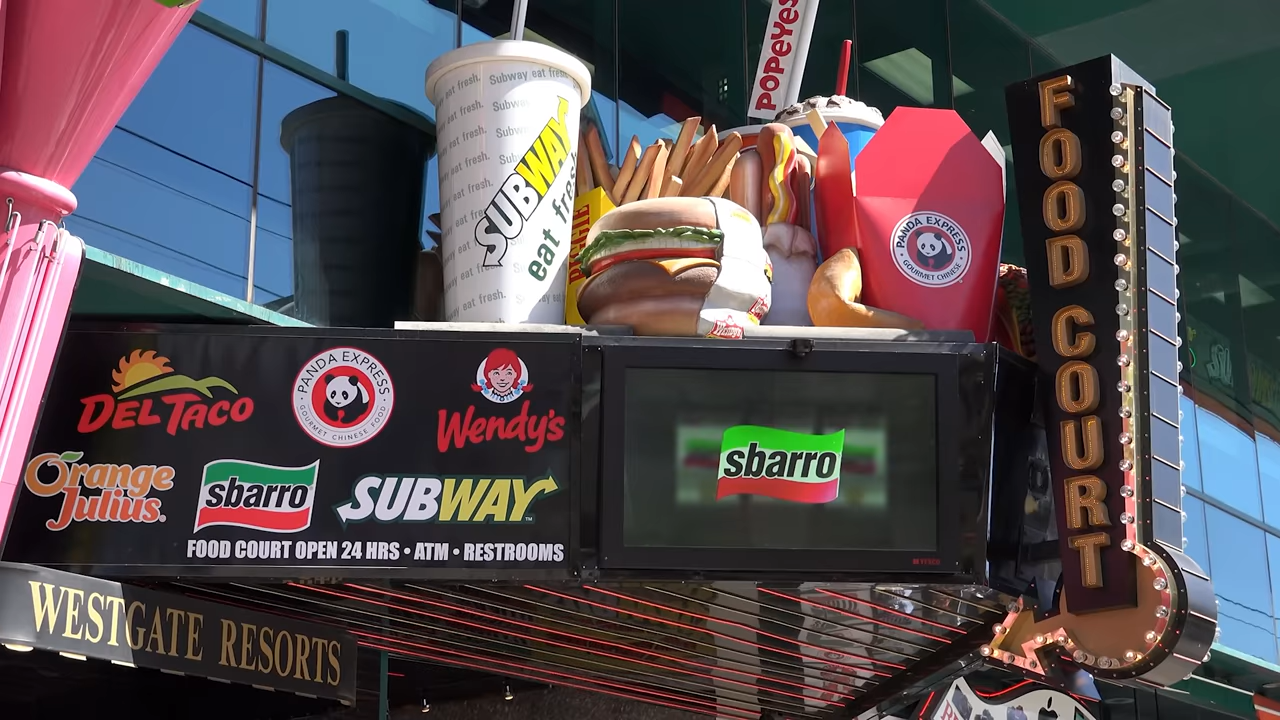 POPEYES
Subway eat fresh.
SUBWAY
eat fresh
PANDA EXPRESS
GOURMET CHINESE
FOOD COURT
DEL TACO
PANDA EXPRESS
GOURMET CHINESE FOOD
Wendy's
Orange
Julius.
sbarro
SUBWAY
FOOD COURT OPEN 24 HRS • ATM • RESTROOMS
sbarro
WESTGATE RESORTS